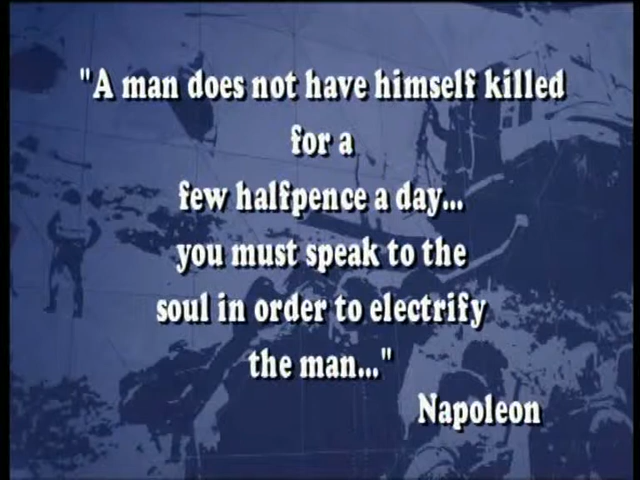 "A man does not have himself killed
for a
few halfpence a day...
you must speak to the
soul in order to electrify
the man..."
Napoleon